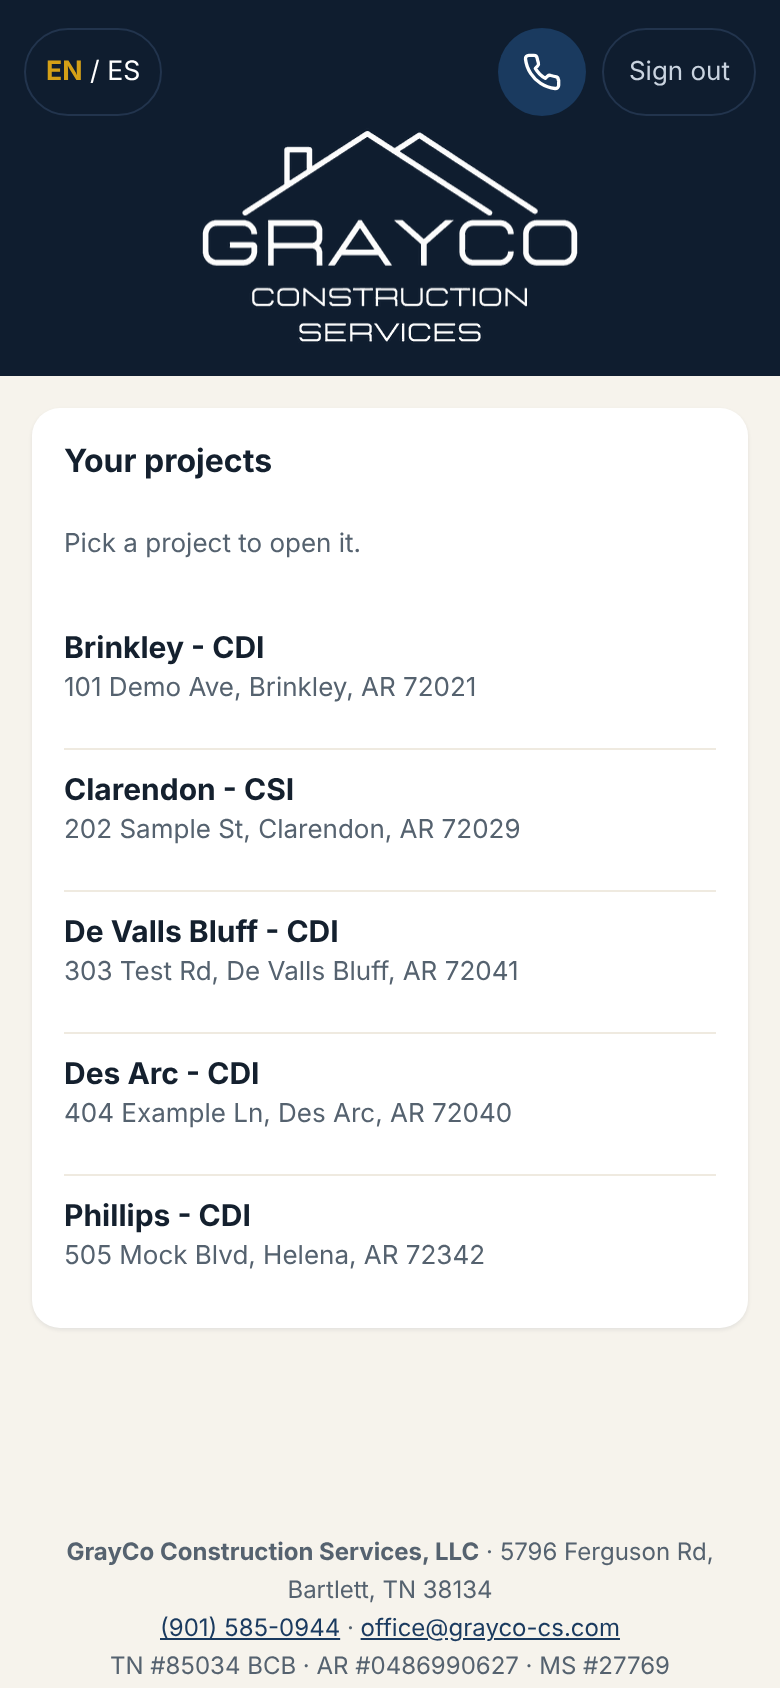 EN / ES
Sign out
GRAYCO
CONSTRUCTION
SERVICES
Your projects
Pick a project to open it.
Brinkley - CDI
101 Demo Ave, Brinkley, AR 72021
Clarendon - CSI
202 Sample St, Clarendon, AR 72029
De Valls Bluff - CDI
303 Test Rd, De Valls Bluff, AR 72041
Des Arc - CDI
404 Example Ln, Des Arc, AR 72040
Phillips - CDI
505 Mock Blvd, Helena, AR 72342
GrayCo Construction Services, LLC · 5796 Ferguson Rd,
Bartlett, TN 38134
(901) 585-0944 · office@grayco-cs.com
TN #85034 BCB · AR #0486990627 · MS #27769